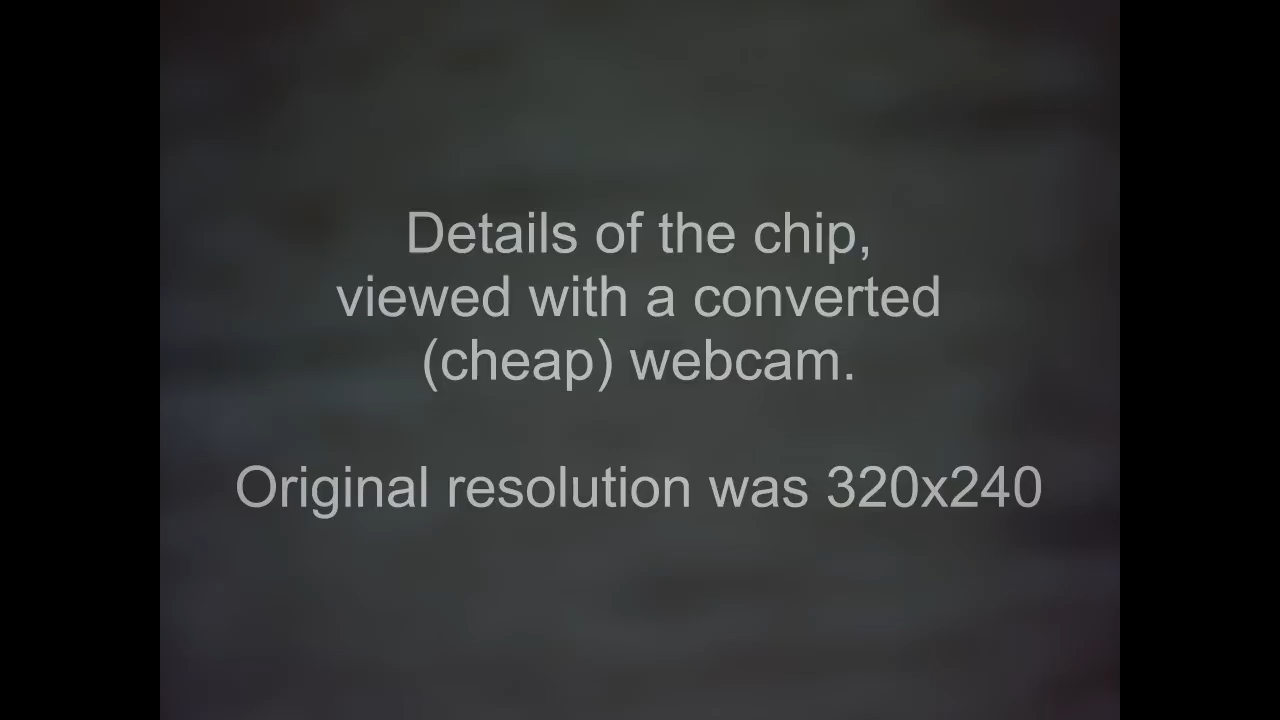 Details of the chip,
viewed with a converted
(cheap) webcam.
Original resolution was 320x240